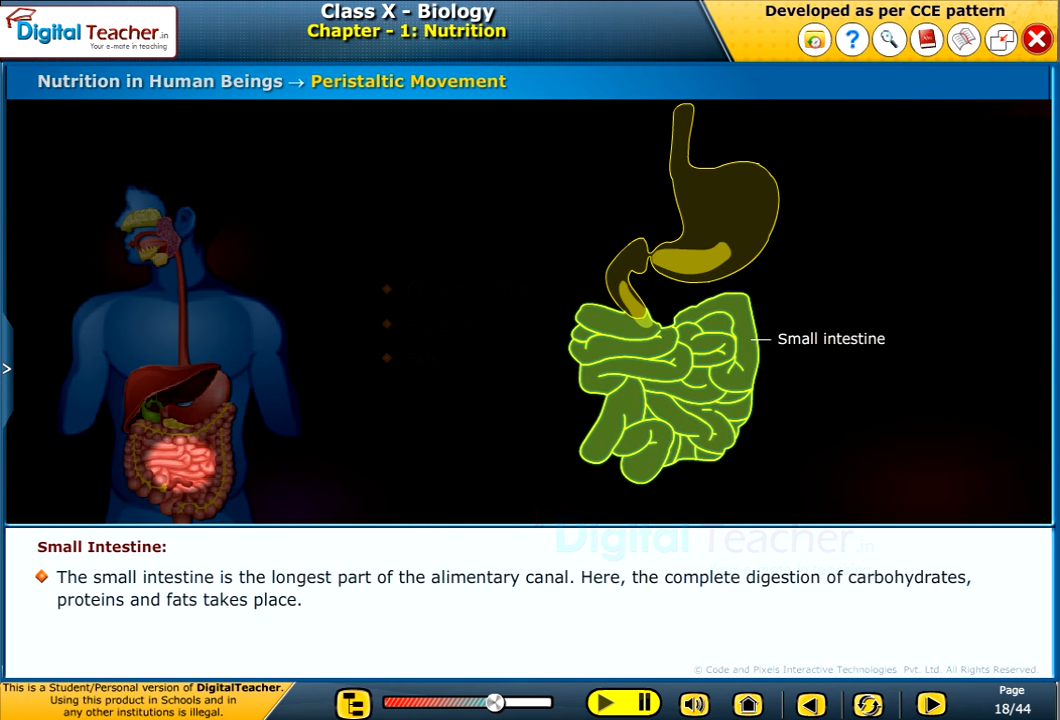 Digital Teacher.in
Your e-mate in teaching
Class X - Biology
Chapter - 1: Nutrition
Developed as per CCE pattern
?
Nutrition in Human Beings → Peristaltic Movement
Small intestine
>
Digital Teacher.in
Small Intestine:
The small intestine is the longest part of the alimentary canal. Here, the complete digestion of carbohydrates,
proteins and fats takes place.
© Code and Pixels Interactive Technologies. Pvt. Ltd. All Rights Reserved.
This is a Student/Personal version of DigitalTeacher.
Using this product in Schools and in
any other institutions is illegal.
Page
18/44